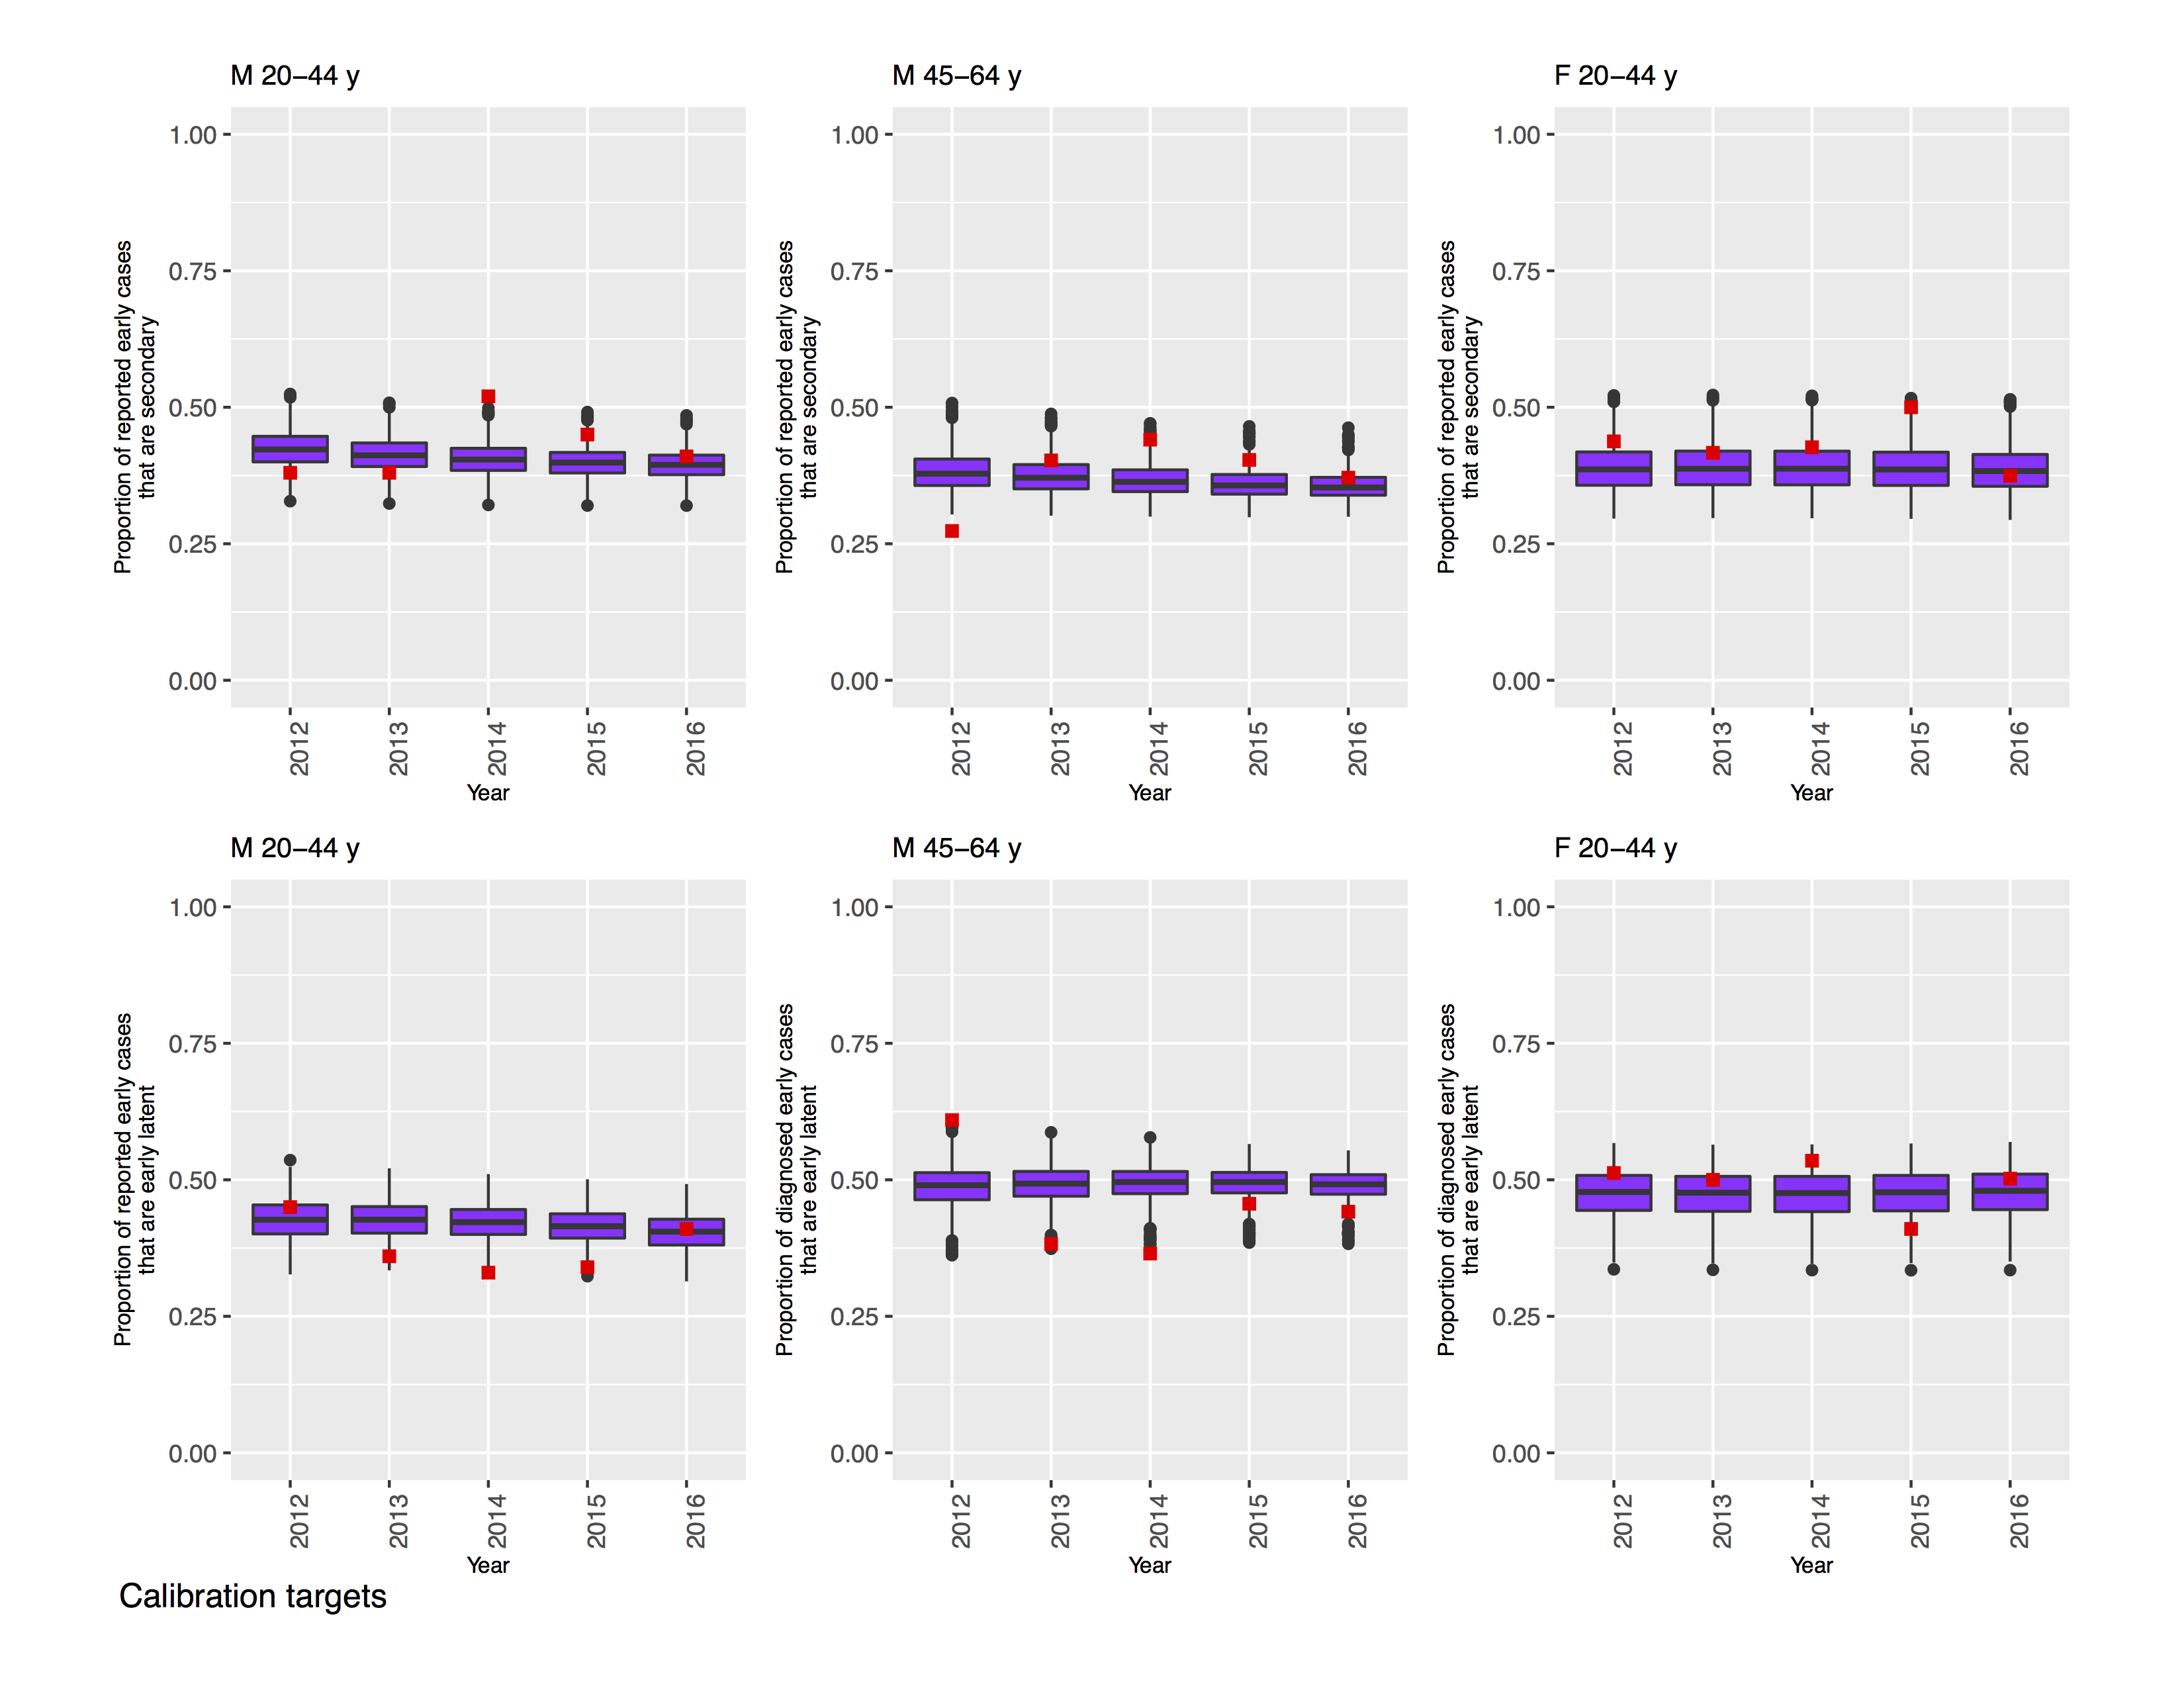 M 20–44 y
M 45–64 y
F 20–44 y
Proportion of reported early cases
that are secondary
1.00
0.75
0.50
0.25
0.00
2012
2013
2014
2015
2016
Year
Proportion of reported early cases
that are secondary
1.00
0.75
0.50
0.25
0.00
2012
2013
2014
2015
2016
Year
Proportion of reported early cases
that are secondary
1.00
0.75
0.50
0.25
0.00
2012
2013
2014
2015
2016
Year
M 20–44 y
M 45–64 y
F 20–44 y
Proportion of reported early cases
that are early latent
1.00
0.75
0.50
0.25
0.00
2012
2013
2014
2015
2016
Year
Proportion of diagnosed early cases
that are early latent
1.00
0.75
0.50
0.25
0.00
2012
2013
2014
2015
2016
Year
Proportion of diagnosed early cases
that are early latent
1.00
0.75
0.50
0.25
0.00
2012
2013
2014
2015
2016
Year
Calibration targets